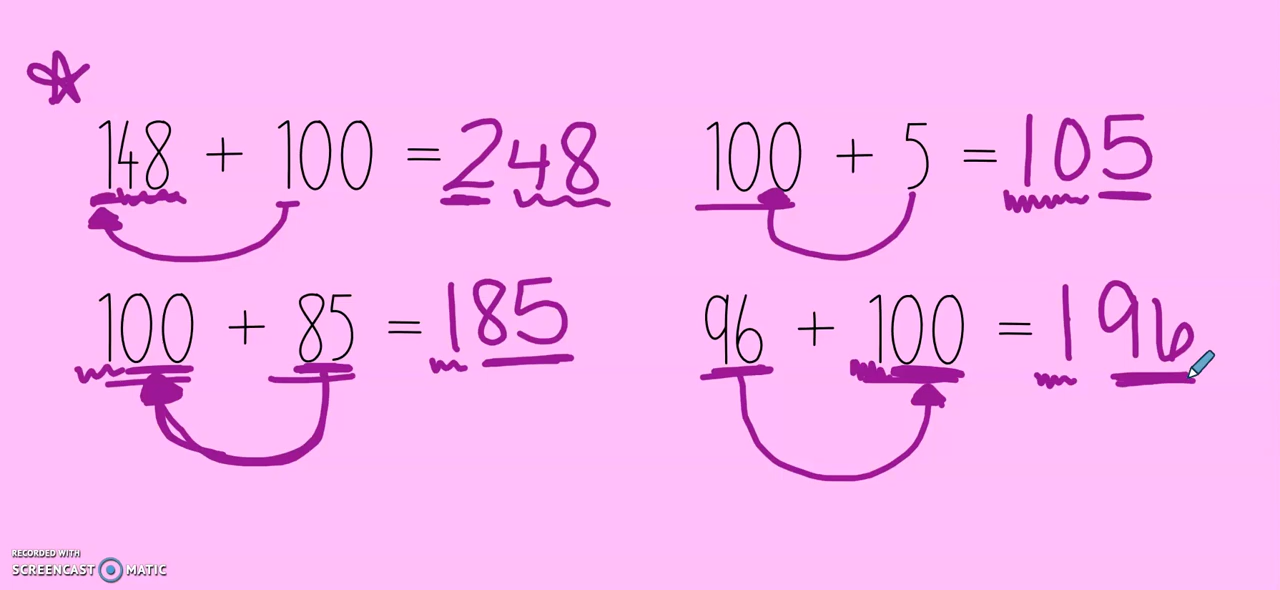 148 + 100 = 248
100 + 5 = 105
100 + 85 = 185
96 + 100 = 196
RECORDED WITH
SCREENCAST MATIC